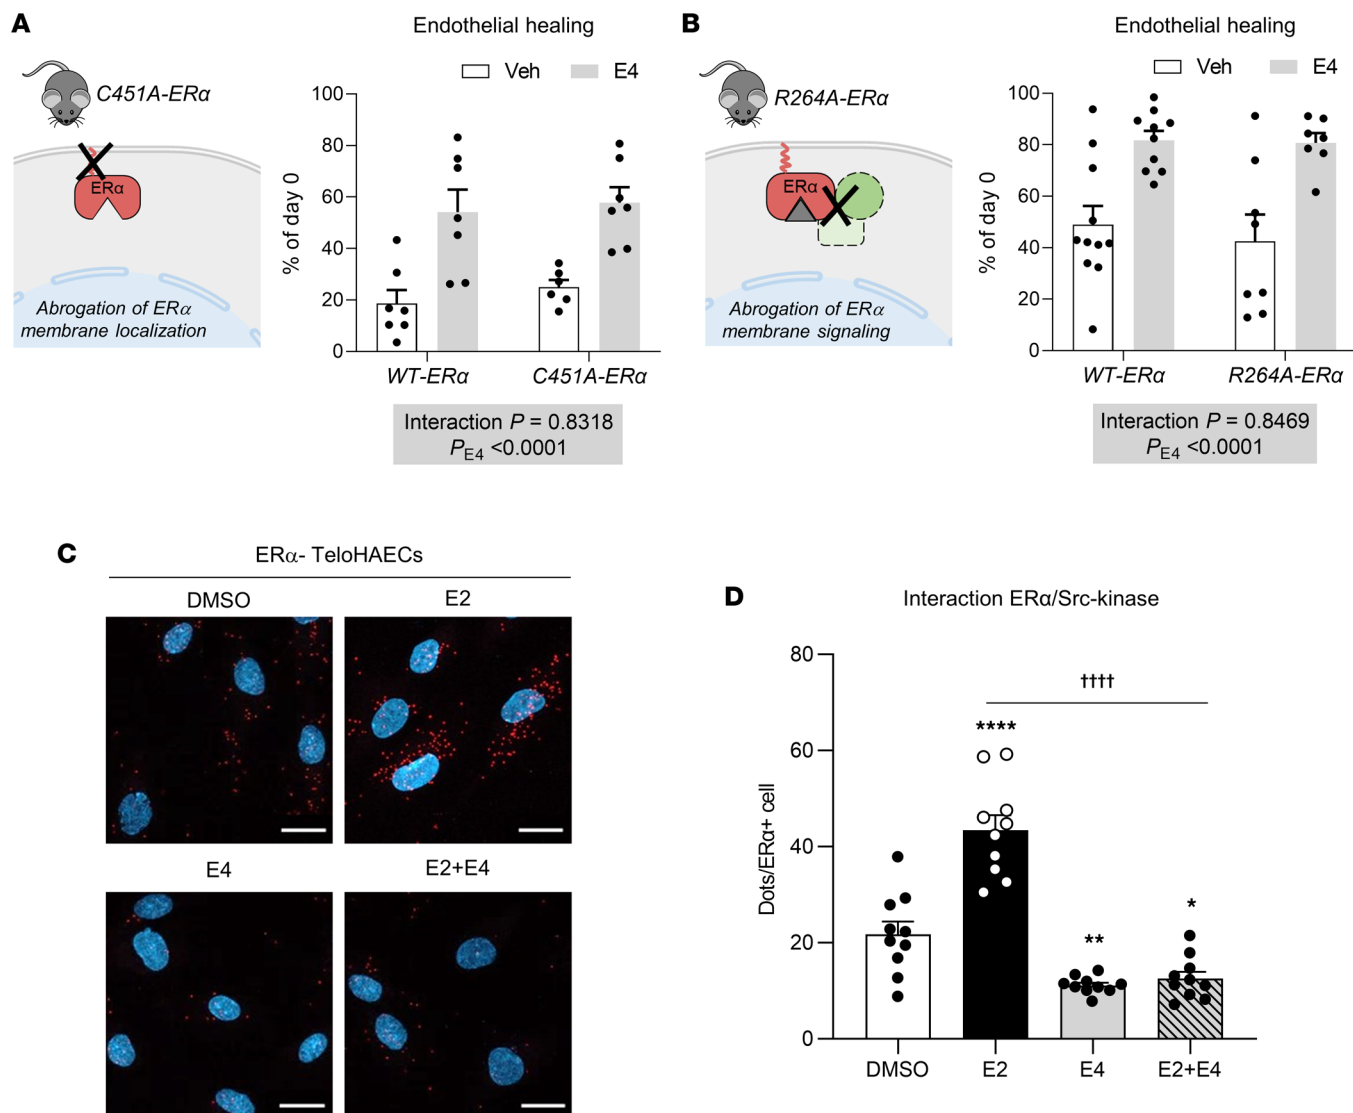 A
Endothelial healing
Veh
E4
C451A-ERα
ERα
Abrogation of ERα
membrane localization
% of day 0
100
80
60
40
20
0
WT-ERα
C451A-ERα
Interaction P = 0.8318
PE4 <0.0001
B
Endothelial healing
Veh
E4
R264A-ERα
ERα
Abrogation of ERα
membrane signaling
% of day 0
100
80
60
40
20
0
WT-ERα
R264A-ERα
Interaction P = 0.8469
PE4 <0.0001
C
ERα- TeloHAECs
DMSO
E2
E4
E2+E4
D
Interaction ERα/Src-kinase
Dots/ERα+ cell
80
60
40
20
0
††††
****
**
*
DMSO
E2
E4
E2+E4